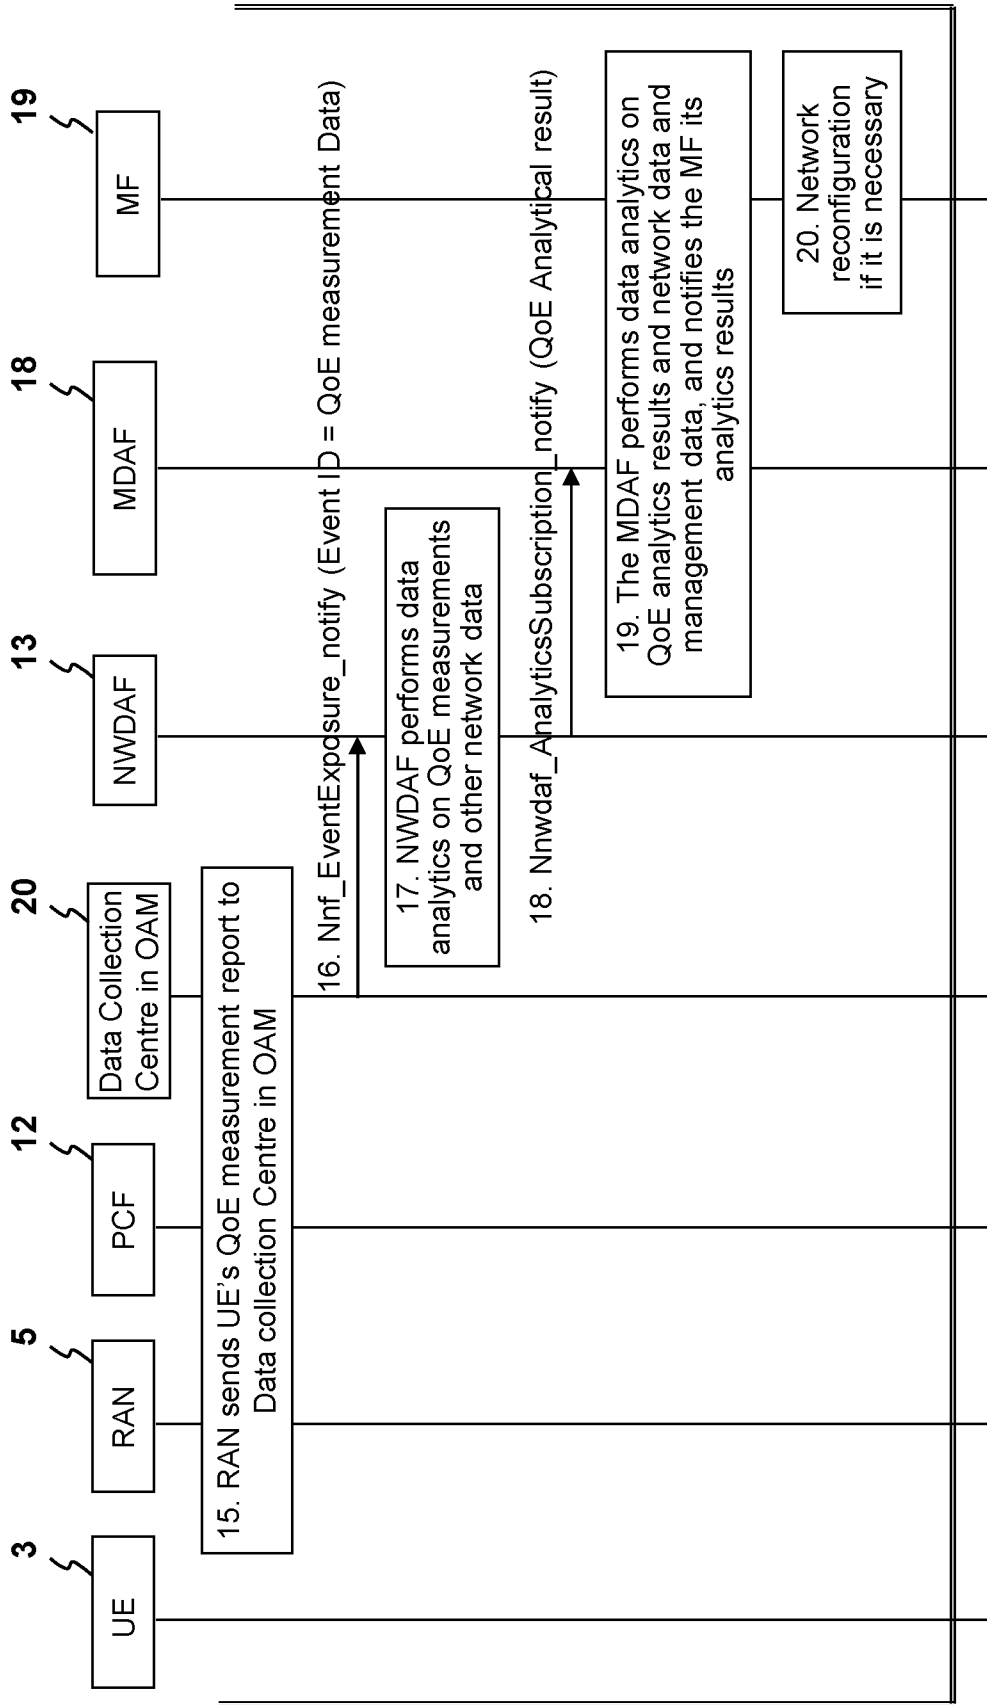 3
5
12
20
13
18
19
UE
RAN
PCF
Data Collection
Centre in OAM
NWDAF
MDAF
MF
15. RAN sends UE’s QoE measurement report to
Data collection Centre in OAM
16. Nnf_EventExposure_notify (Event ID = QoE measurement Data)
17. NWDAF performs data
analytics on QoE measurements
and other network data
18. Nnwdaf_AnalyticsSubscription_notify (QoE Analytical result)
19. The MDAF performs data analytics on
QoE analytics results and network data and
management data, and notifies the MF its
analytics results
20. Network
reconfiguration
if it is necessary